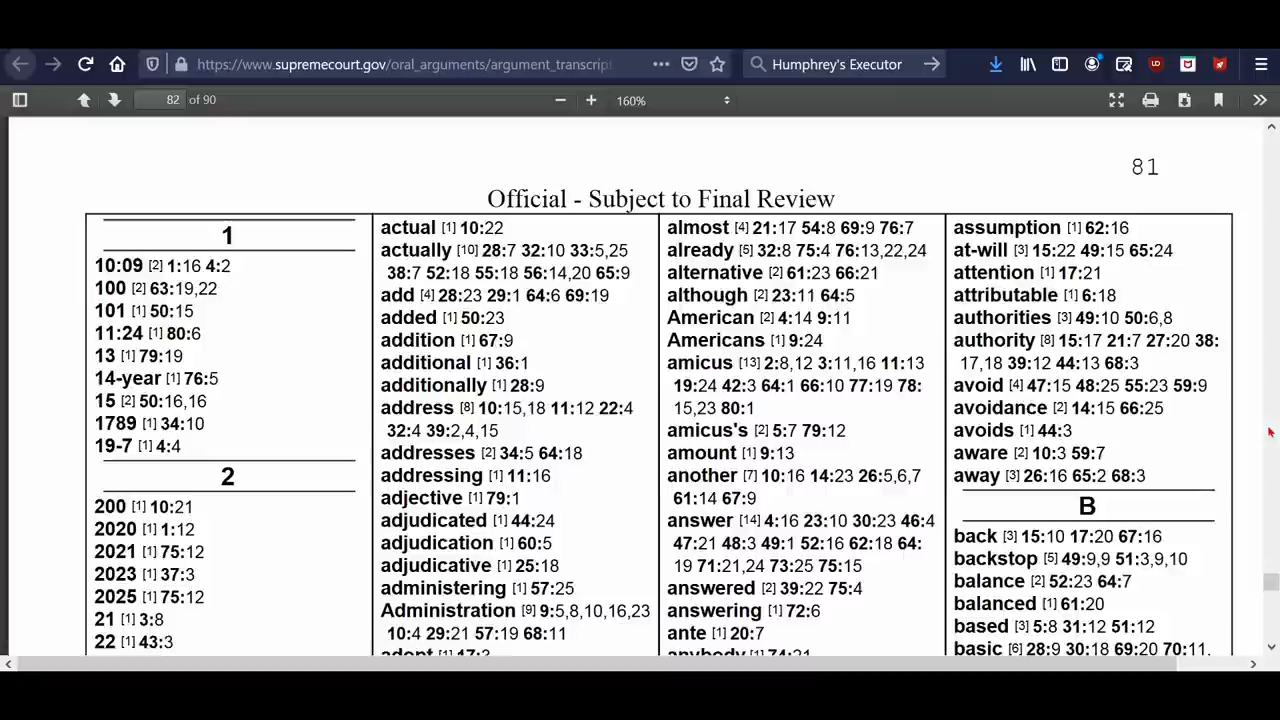 https://www.supremecourt.gov/oral_arguments/argument_transcript
Humphrey's Executor
82 of 90
160%
81
Official - Subject to Final Review
1
10:09 [2] 1:16 4:2
100 [2] 63:19,22
101 [1] 50:15
11:24 [1] 80:6
13 [1] 79:19
14-year [1] 76:5
15 [2] 50:16,16
1789 [1] 34:10
19-7 [1] 4:4
2
200 [1] 10:21
2020 [1] 1:12
2021 [1] 75:12
2023 [1] 37:3
2025 [1] 75:12
21 [1] 3:8
22 [1] 43:3
actual [1] 10:22
actually [10] 28:7 32:10 33:5,25
38:7 52:18 55:18 56:14,20 65:9
add [4] 28:23 29:1 64:6 69:19
added [1] 50:23
addition [1] 67:9
additional [1] 36:1
additionally [1] 28:9
address [8] 10:15,18 11:12 22:4
32:4 39:2,4,15
addresses [2] 34:5 64:18
addressing [1] 11:16
adjective [1] 79:1
adjudicated [1] 44:24
adjudication [1] 60:5
adjudicative [1] 25:18
administering [1] 57:25
Administration [9] 9:5,8,10,16,23
10:4 29:21 57:19 68:11
adopt [1] 17:3
almost [4] 21:17 54:8 69:9 76:7
already [5] 32:8 75:4 76:13,22,24
alternative [2] 61:23 66:21
although [2] 23:11 64:5
American [2] 4:14 9:11
Americans [1] 9:24
amicus [13] 2:8,12 3:11,16 11:13
19:24 42:3 64:1 66:10 77:19 78:
15,23 80:1
amicus's [2] 5:7 79:12
amount [1] 9:13
another [7] 10:16 14:23 26:5,6,7
61:14 67:9
answer [14] 4:16 23:10 30:23 46:4
47:21 48:3 49:1 52:16 62:18 64:
19 71:21,24 73:25 75:15
answered [2] 39:22 75:4
answering [1] 72:6
ante [1] 20:7
anybody [1] 74:21
assumption [1] 62:16
at-will [3] 15:22 49:15 65:24
attention [1] 17:21
attributable [1] 6:18
authorities [3] 49:10 50:6,8
authority [8] 15:17 21:7 27:20 38:
17,18 39:12 44:13 68:3
avoid [4] 47:15 48:25 55:23 59:9
avoidance [2] 14:15 66:25
avoids [1] 44:3
aware [2] 10:3 59:7
away [3] 26:16 65:2 68:3
B
back [3] 15:10 17:20 67:16
backstop [5] 49:9,9 51:3,9,10
balance [2] 52:23 64:7
balanced [1] 61:20
based [3] 5:8 31:12 51:12
basic [6] 28:9 30:18 69:20 70:11,